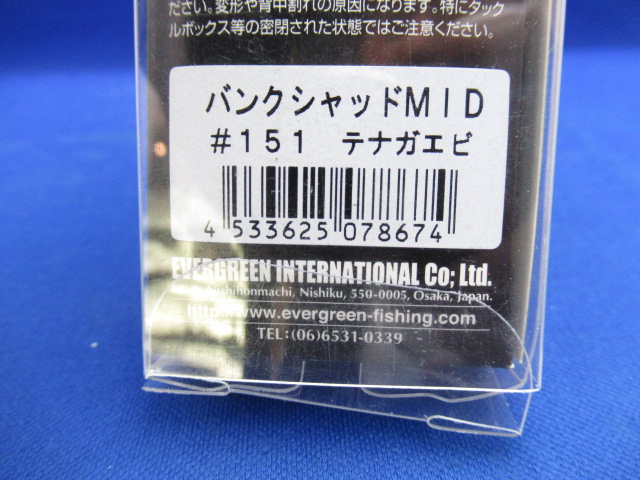 ださい。変形や背中割れの原因になります。特にタック
ルボックス等の密閉された状態ではご注意ください。
バンクシャッドＭＩＤ
＃１５１　テナガエビ
4 533625 078674
EVERGREEN INTERNATIONAL Co; Ltd.
Nishiku, 550-0005, Osaka, Japan.
http://www.evergreen-fishing.com
TEL:(06)6531-0339